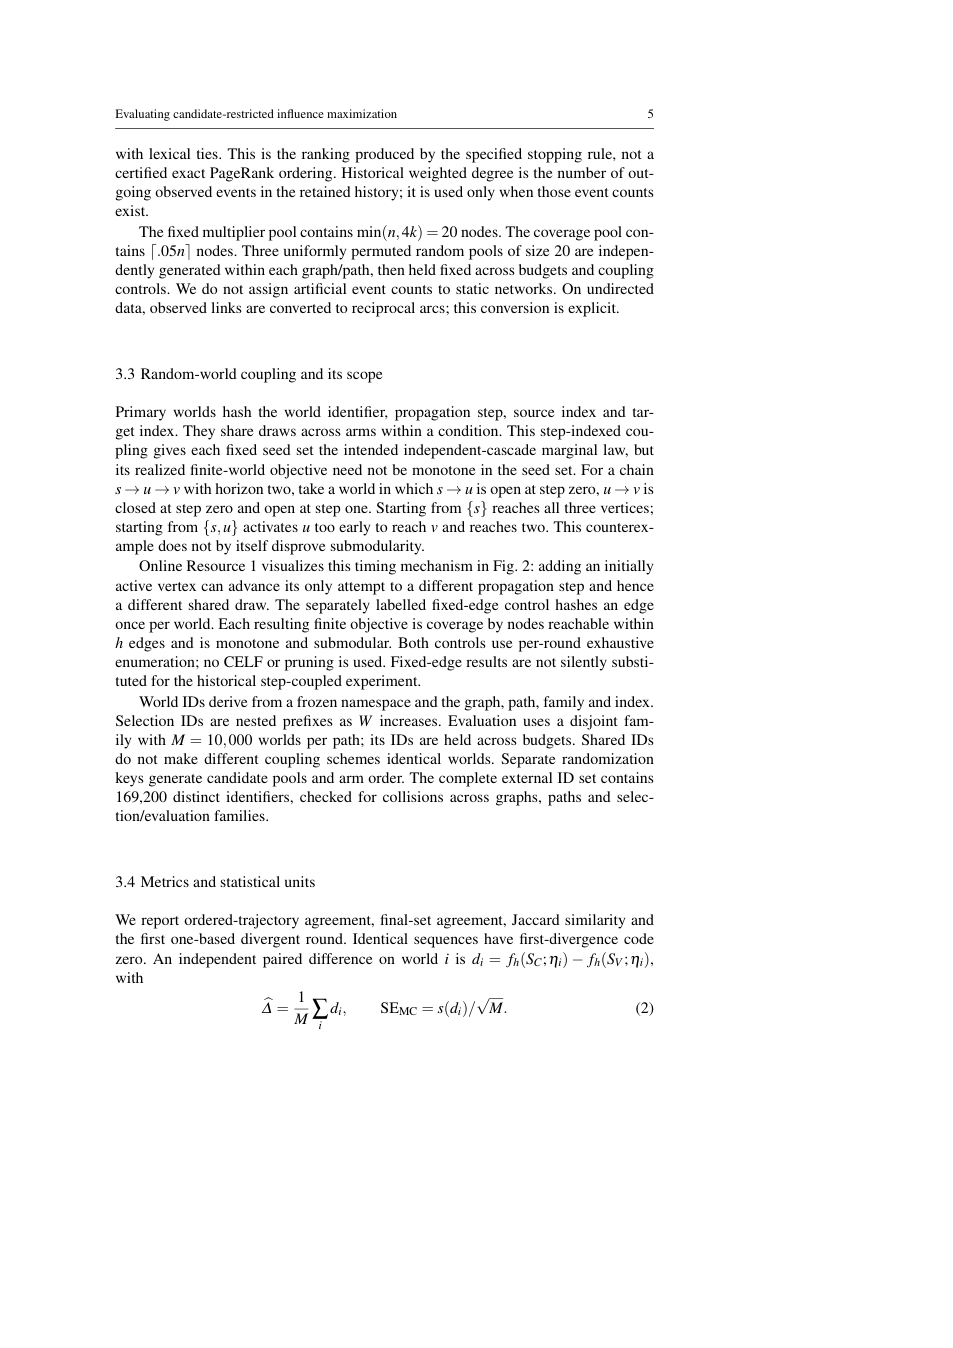 Evaluating candidate-restricted influence maximization 5
with lexical ties. This is the ranking produced by the specified stopping rule, not a
certified exact PageRank ordering. Historical weighted degree is the number of out-
going observed events in the retained history; it is used only when those event counts
exist.
The fixed multiplier pool contains min(n,4k) = 20 nodes. The coverage pool con-
tains ⌈.05n⌉ nodes. Three uniformly permuted random pools of size 20 are indepen-
dently generated within each graph/path, then held fixed across budgets and coupling
controls. We do not assign artificial event counts to static networks. On undirected
data, observed links are converted to reciprocal arcs; this conversion is explicit.
3.3 Random-world coupling and its scope
Primary worlds hash the world identifier, propagation step, source index and tar-
get index. They share draws across arms within a condition. This step-indexed cou-
pling gives each fixed seed set the intended independent-cascade marginal law, but
its realized finite-world objective need not be monotone in the seed set. For a chain
s → u → v with horizon two, take a world in which s → u is open at step zero, u → v is
closed at step zero and open at step one. Starting from {s} reaches all three vertices;
starting from {s,u} activates u too early to reach v and reaches two. This counterex-
ample does not by itself disprove submodularity.
Online Resource 1 visualizes this timing mechanism in Fig. 2: adding an initially
active vertex can advance its only attempt to a different propagation step and hence
a different shared draw. The separately labelled fixed-edge control hashes an edge
once per world. Each resulting finite objective is coverage by nodes reachable within
h edges and is monotone and submodular. Both controls use per-round exhaustive
enumeration; no CELF or pruning is used. Fixed-edge results are not silently substi-
tuted for the historical step-coupled experiment.
World IDs derive from a frozen namespace and the graph, path, family and index.
Selection IDs are nested prefixes as W increases. Evaluation uses a disjoint fam-
ily with M = 10,000 worlds per path; its IDs are held across budgets. Shared IDs
do not make different coupling schemes identical worlds. Separate randomization
keys generate candidate pools and arm order. The complete external ID set contains
169,200 distinct identifiers, checked for collisions across graphs, paths and selec-
tion/evaluation families.
3.4 Metrics and statistical units
We report ordered-trajectory agreement, final-set agreement, Jaccard similarity and
the first one-based divergent round. Identical sequences have first-divergence code
zero. An independent paired difference on world i is d_i = f_h(S_C;η_i) − f_h(S_V;η_i),
with
Δ̂ = 1/M ∑_i d_i, SE_MC = s(d_i)/√M. (2)